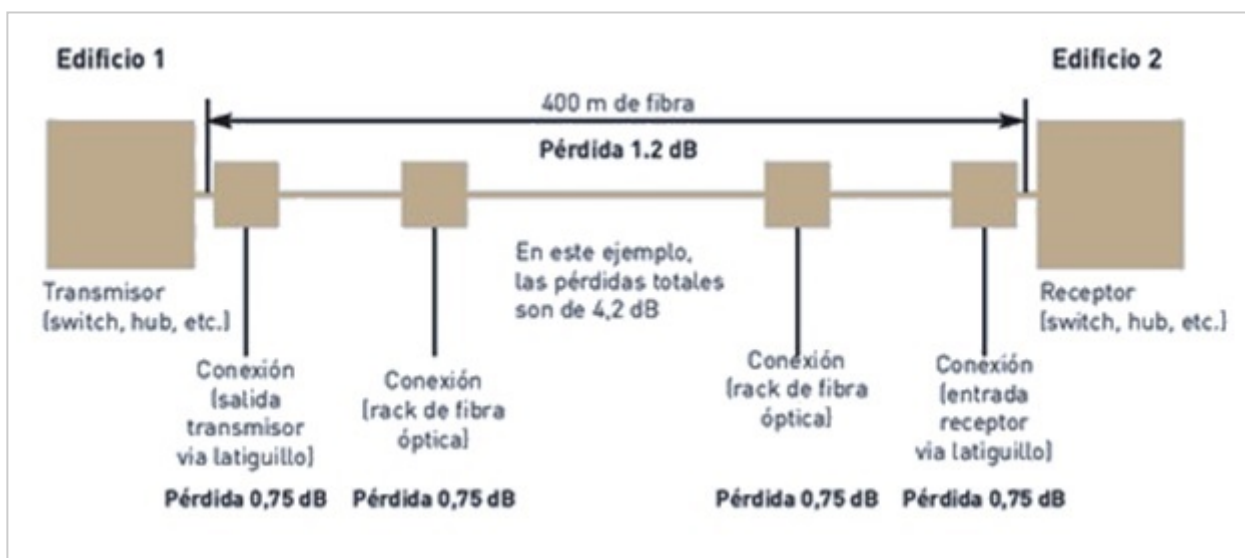 Edificio 1
Edificio 2
400 m de fibra
Pérdida 1.2 dB
En este ejemplo,
las pérdidas totales
son de 4,2 dB
Transmisor
(switch, hub, etc.)
Receptor
(switch, hub, etc.)
Conexión
(salida
transmisor
via latiguillo)
Pérdida 0,75 dB
Conexión
(rack de fibra
óptica)
Pérdida 0,75 dB
Conexión
(rack de fibra
óptica)
Pérdida 0,75 dB
Conexión
(entrada
receptor
via latiguillo)
Pérdida 0,75 dB